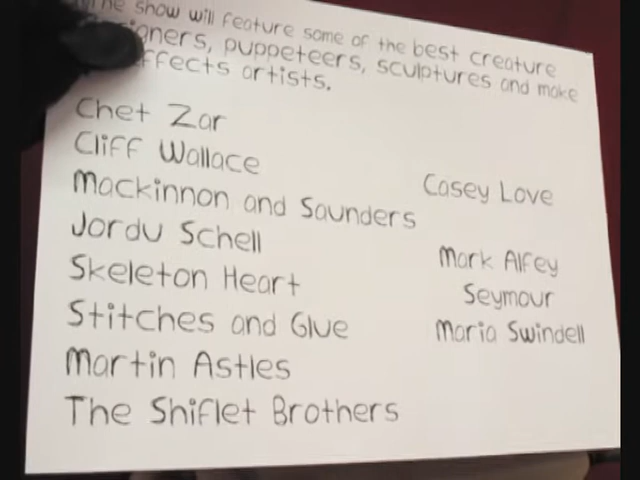 The show will feature some of the best creature
puppeteers, sculptures and make
effects artists.
Chet Zar
Cliff Wallace
Mackinnon and Saunders
Jordu Schell
Skeleton Heart
Stitches and Glue
Martin Astles
The Shiflet Brothers
Casey Love
Mark Alfey
Seymour
Maria Swindell